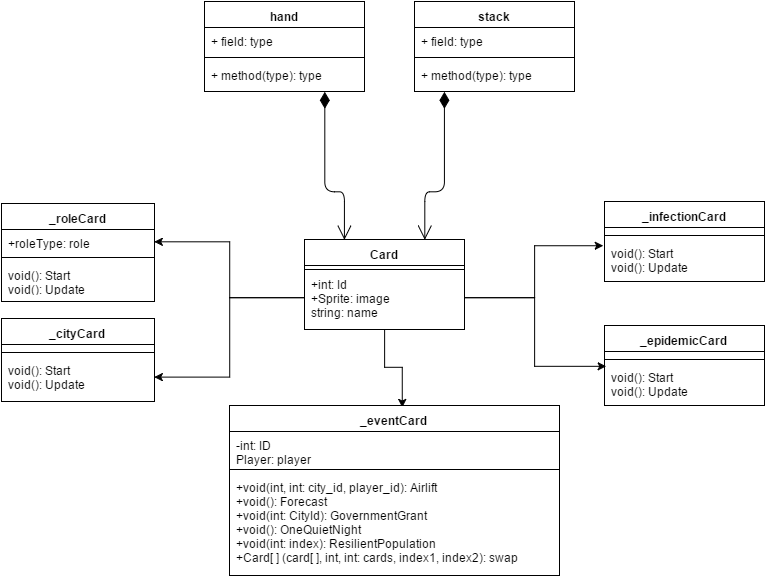 hand
+ field: type
+ method(type): type
stack
+ field: type
+ method(type): type
_roleCard
+roleType: role
void(): Start
void(): Update
_cityCard
void(): Start
void(): Update
Card
+int: Id
+Sprite: image
string: name
_infectionCard
void(): Start
void(): Update
_epidemicCard
void(): Start
void(): Update
_eventCard
-int: ID
Player: player
+void(int, int: city_id, player_id): Airlift
+void(): Forecast
+void(int: CityId): GovernmentGrant
+void(): OneQuietNight
+void(int: index): ResilientPopulation
+Card[ ] (card[ ], int, int: cards, index1, index2): swap